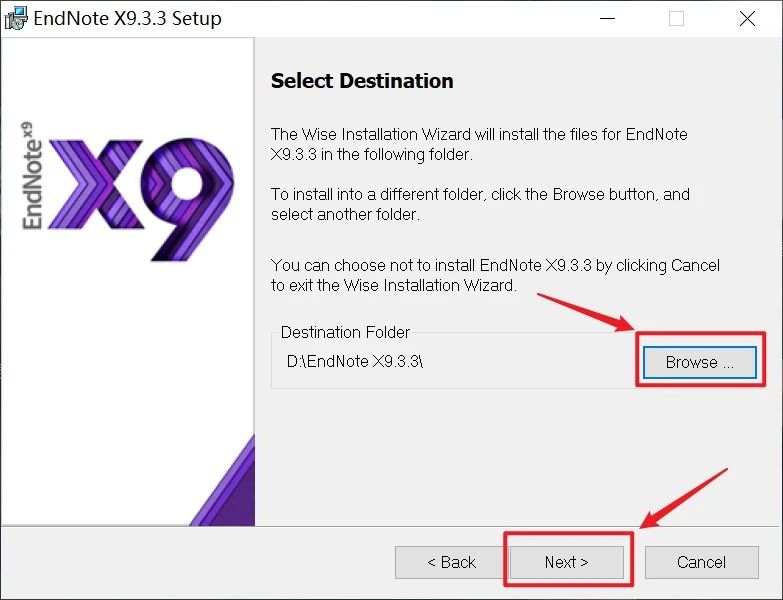 EndNote X9.3.3 Setup
EndNote x9
X9
Select Destination
The Wise Installation Wizard will install the files for EndNote
X9.3.3 in the following folder.
To install into a different folder, click the Browse button, and
select another folder.
You can choose not to install EndNote X9.3.3 by clicking Cancel
to exit the Wise Installation Wizard.
Destination Folder
D:\EndNote X9.3.3\
Browse ...
< Back
Next >
Cancel